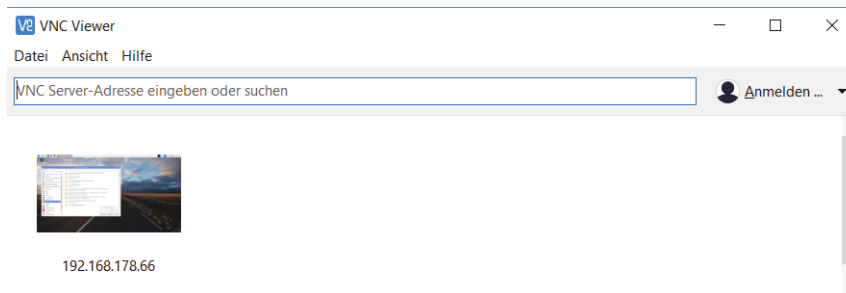 VNC Viewer
Datei Ansicht Hilfe
VNC Server-Adresse eingeben oder suchen
Anmelden ...
192.168.178.66